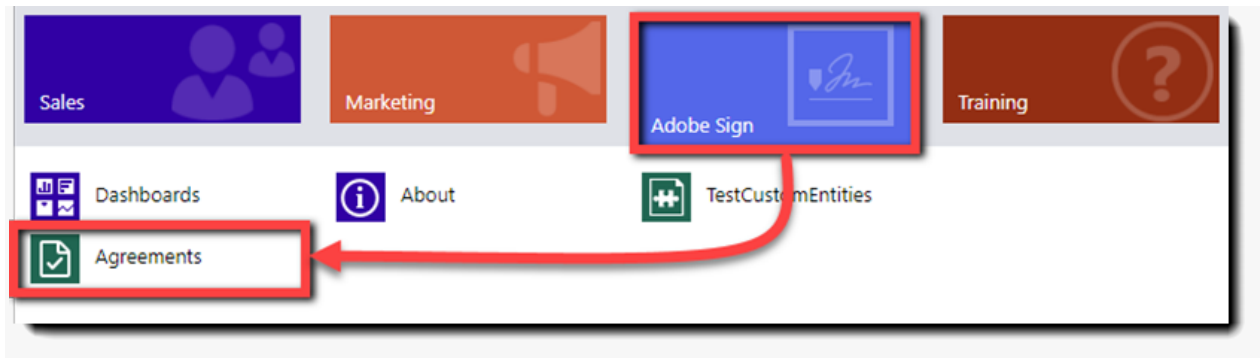 Sales
Marketing
Adobe Sign
Training
Dashboards
About
TestCustomEntities
Agreements